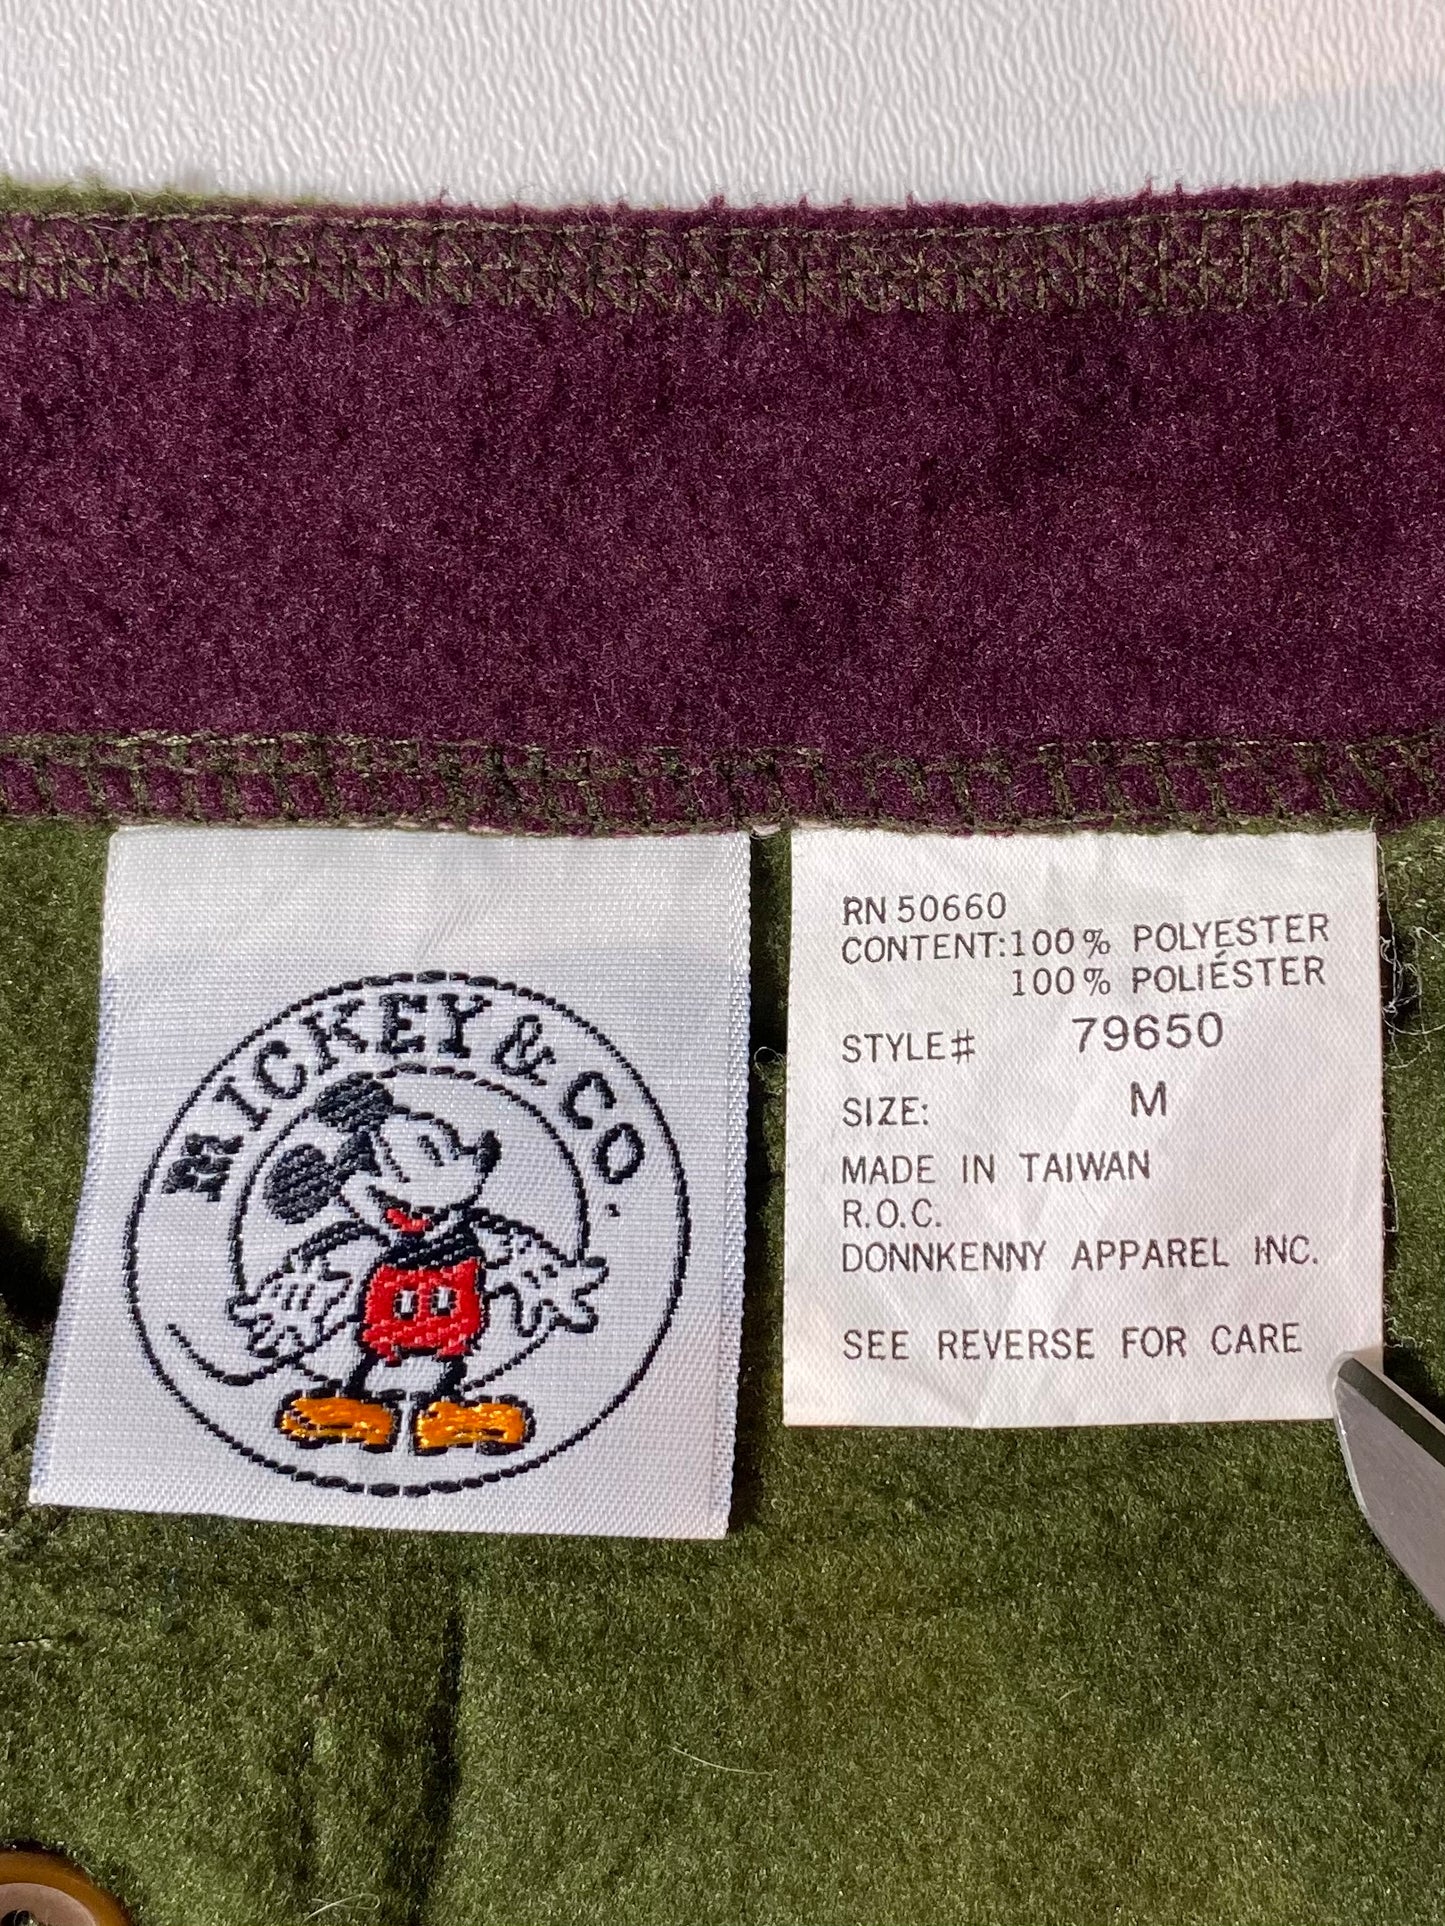 MICKEY & CO.
RN 50660
CONTENT: 100% POLYESTER
100% POLIÉSTER
STYLE# 79650
SIZE: M
MADE IN TAIWAN
R.O.C.
DONNKENNY APPAREL INC.
SEE REVERSE FOR CARE